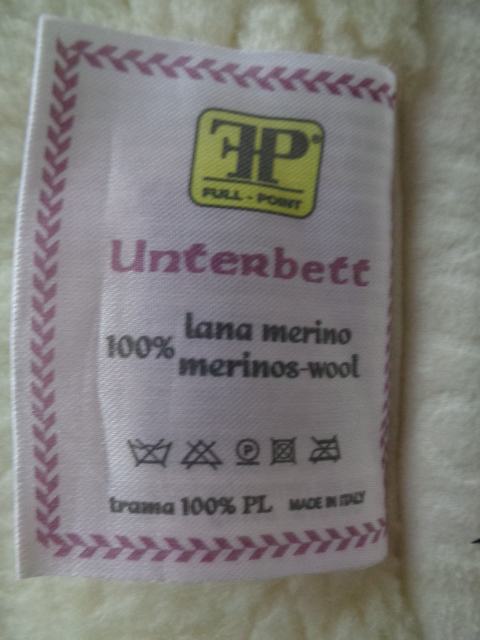 FP®
FULL - POINT
Unterbett
100% lana merino
merinos-wool
P
trama 100% PL MADE IN ITALY